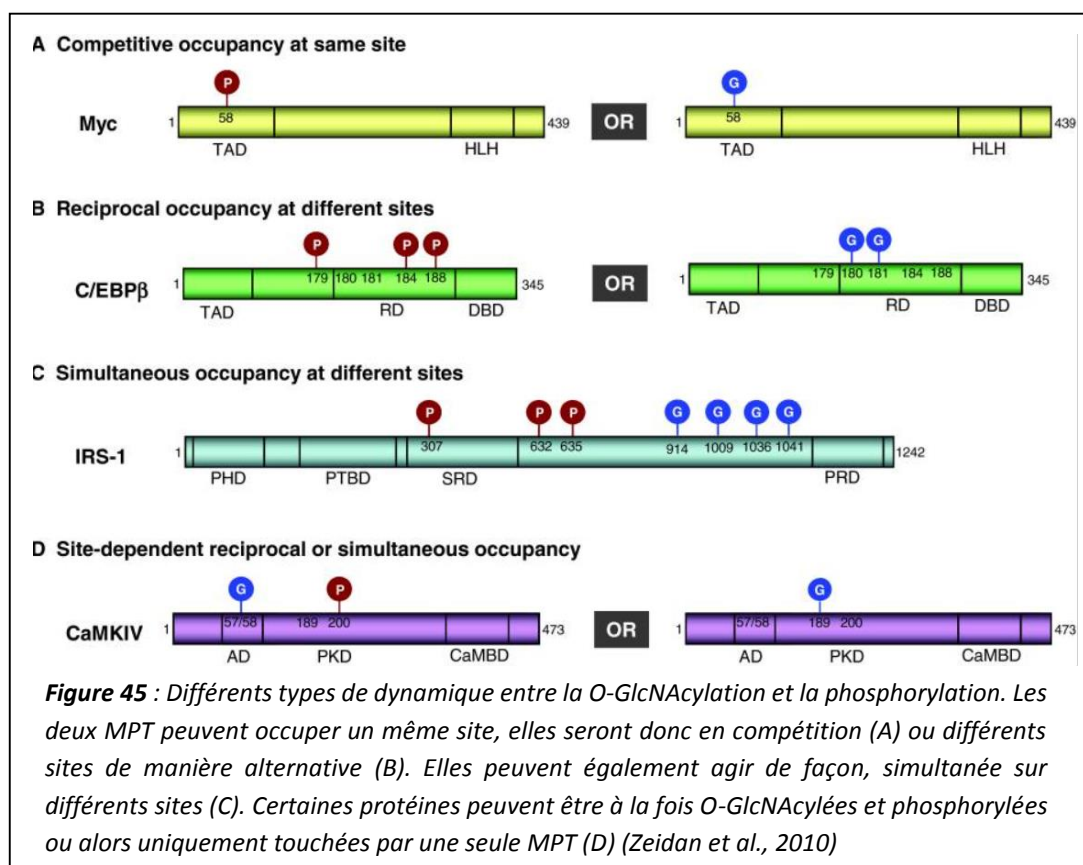 A Competitive occupancy at same site
P G
Myc 1 58 439 OR 1 58 439
TAD HLH TAD HLH
B Reciprocal occupancy at different sites
P P P G G
C/EBPβ 1 179 180 181 184 188 345 OR 1 179 180 181 184 188 345
TAD RD DBD TAD RD DBD
C Simultaneous occupancy at different sites
P P P G G G G
IRS-1 1 307 632 635 914 1009 1036 1041 1242
PHD PTBD SRD PRD
D Site-dependent reciprocal or simultaneous occupancy
G P G
CaMKIV 1 57/58 189 200 473 OR 1 57/58 189 200 473
AD PKD CaMBD AD PKD CaMBD
Figure 45 : Différents types de dynamique entre la O-GlcNAcylation et la phosphorylation. Les
deux MPT peuvent occuper un même site, elles seront donc en compétition (A) ou différents
sites de manière alternative (B). Elles peuvent également agir de façon, simultanée sur
différents sites (C). Certaines protéines peuvent être à la fois O-GlcNAcylées et phosphorylées
ou alors uniquement touchées par une seule MPT (D) (Zeidan et al., 2010)